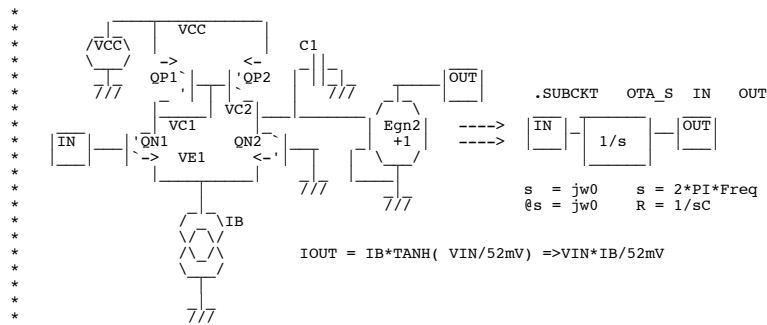 VCC
VCC C1
-> <-
QP1 QP2 OUT
/// /// .SUBCKT OTA_S IN OUT
VC2
VC1 Egn2 ----> IN OUT
IN QN1 QN2 +1 ----> 1/s
-> VE1 <-
/// s = jw0 s = 2*PI*Freq
/// @s = jw0 R = 1/sC
IB
IOUT = IB*TANH( VIN/52mV) =>VIN*IB/52mV
///